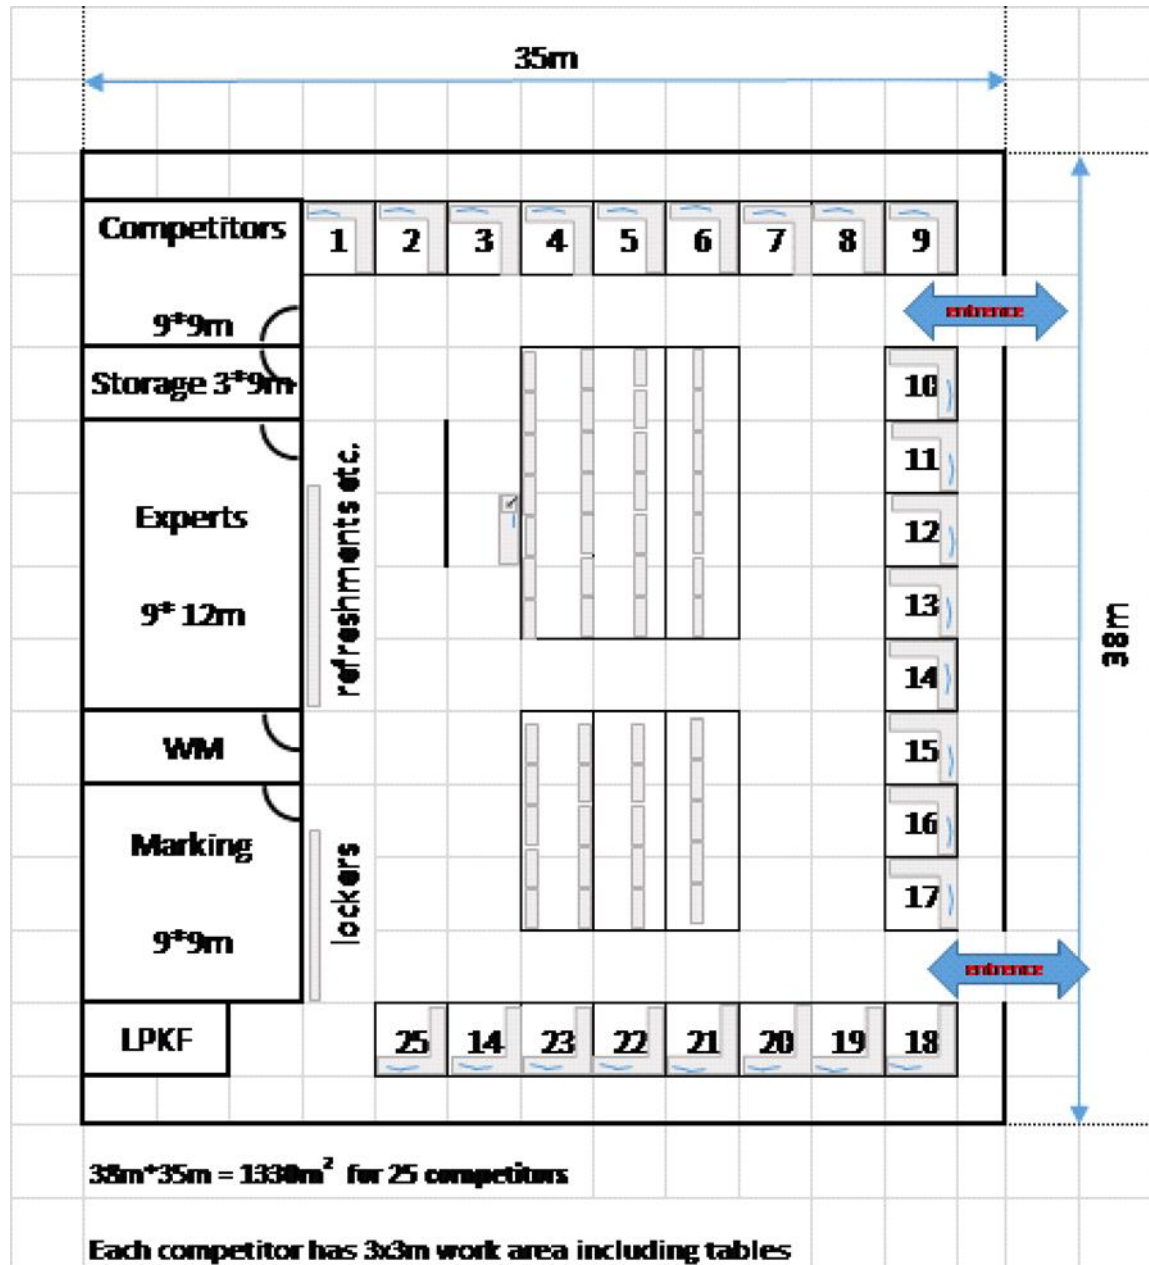 35m
Competitors
9*9m
1 2 3 4 5 6 7 8 9
entrence
Storage 3*9m
10
11
12
13
14
15
16
17
Experts
9* 12m
refreshments etc.
38m
WM
Marking
9*9m
lockers
entrence
LPKF
25 14 23 22 21 20 19 18
38m*35m = 1330m² for 25 competitors
Each competitor has 3x3m work area including tables